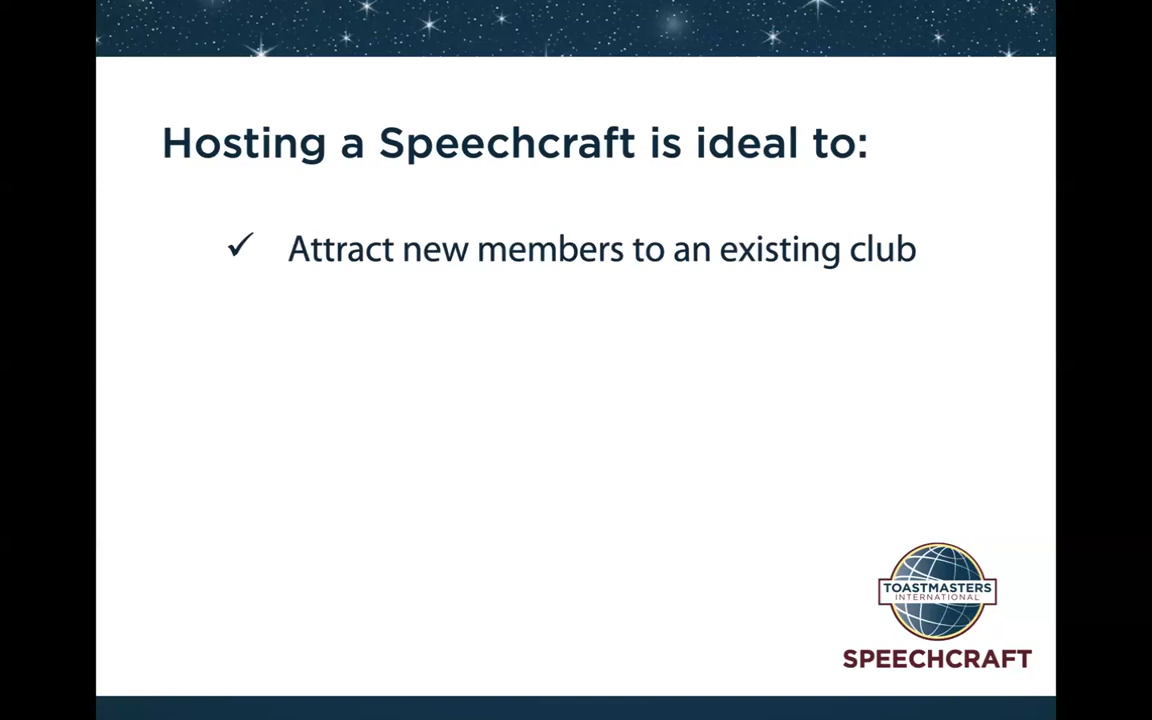 Hosting a Speechcraft is ideal to:
✓ Attract new members to an existing club
TOASTMASTERS
INTERNATIONAL
SPEECHCRAFT